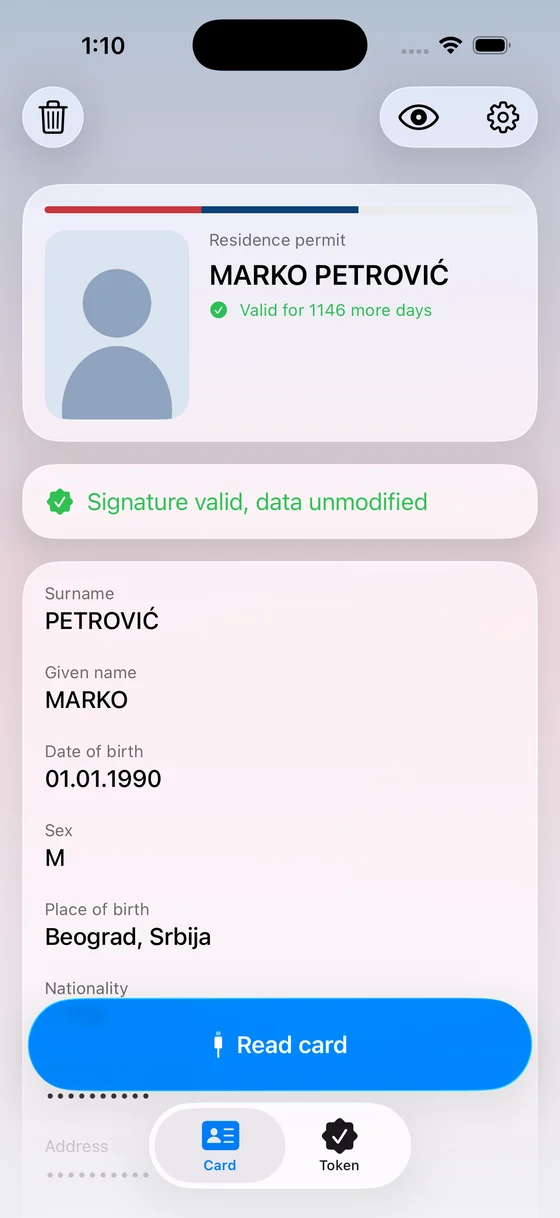 1:10
Residence permit
MARKO PETROVIĆ
Valid for 1146 more days
Signature valid, data unmodified
Surname
PETROVIĆ
Given name
MARKO
Date of birth
01.01.1990
Sex
M
Place of birth
Beograd, Srbija
Nationality
Read card
••••••••••
Address
••••••••••
Card
Token